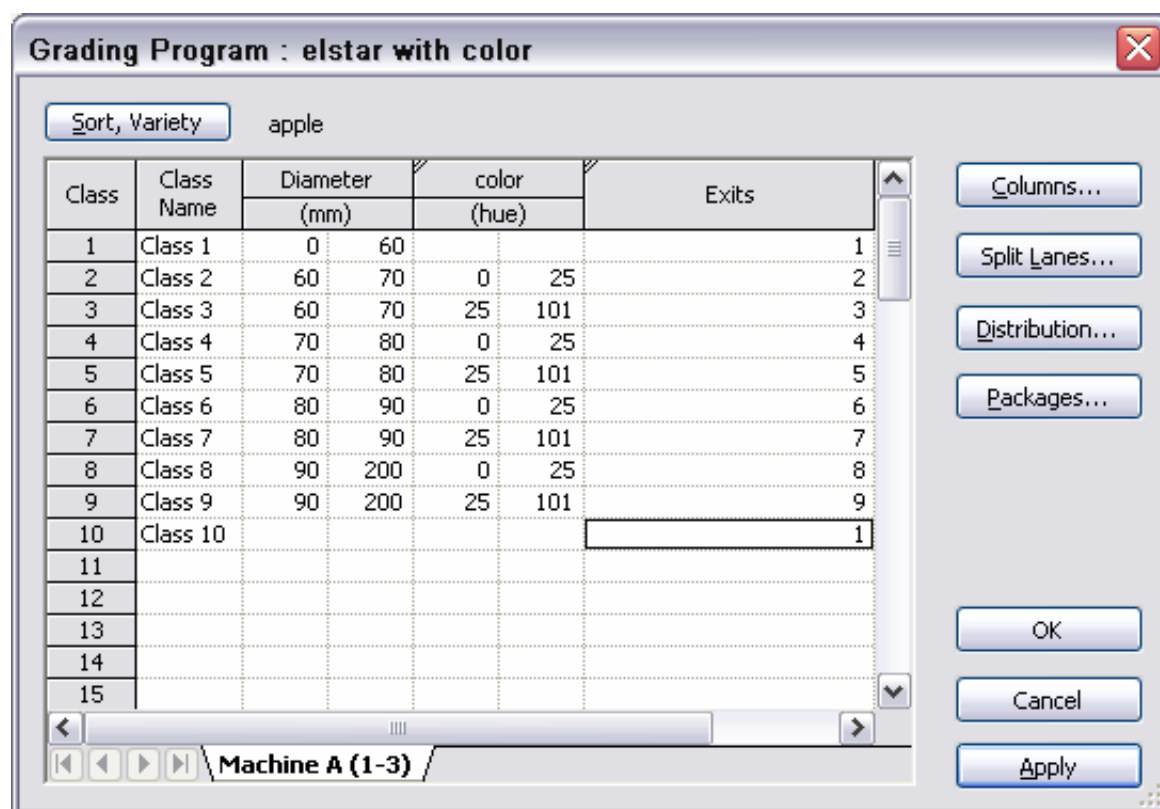 Grading Program : elstar with color
Sort, Variety apple
Class Class Name Diameter (mm) color (hue) Exits
1 Class 1 0 60 1
2 Class 2 60 70 0 25 2
3 Class 3 60 70 25 101 3
4 Class 4 70 80 0 25 4
5 Class 5 70 80 25 101 5
6 Class 6 80 90 0 25 6
7 Class 7 80 90 25 101 7
8 Class 8 90 200 0 25 8
9 Class 9 90 200 25 101 9
10 Class 10 1
11
12
13
14
15
Machine A (1-3)
Columns...
Split Lanes...
Distribution...
Packages...
OK
Cancel
Apply